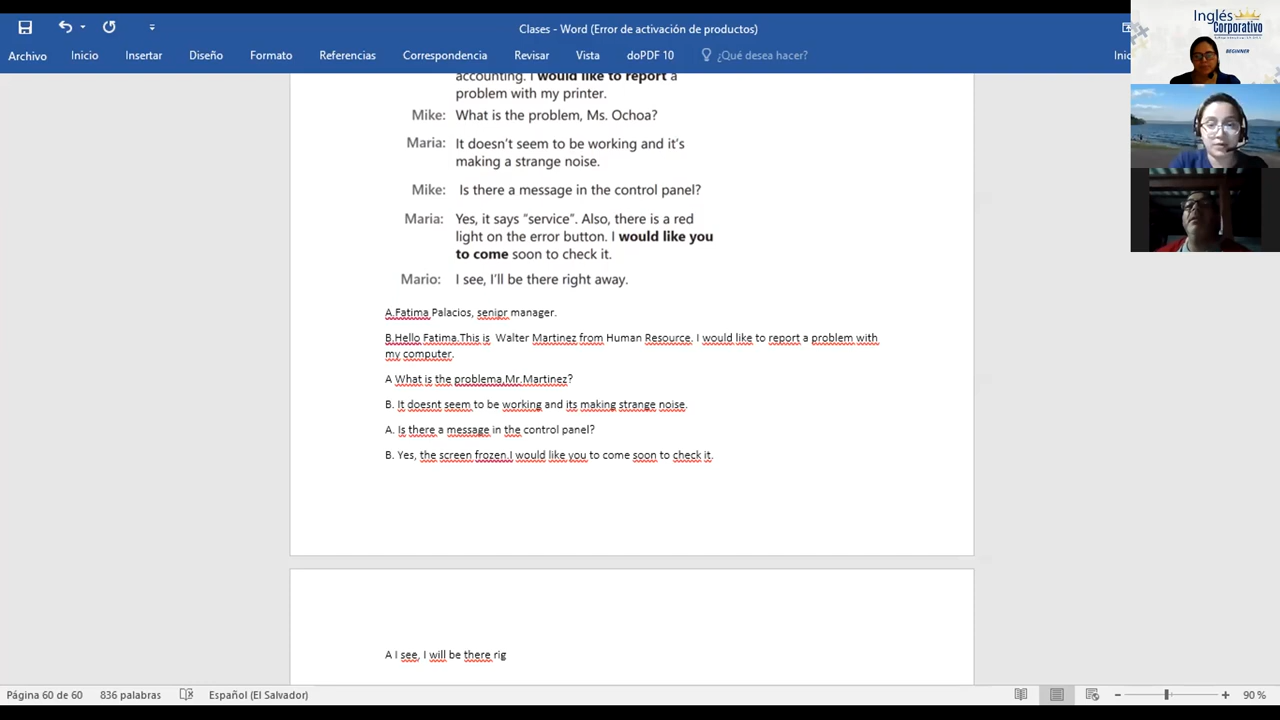 Clases - Word (Error de activación de productos)
Archivo Inicio Insertar Diseño Formato Referencias Correspondencia Revisar Vista doPDF 10 ¿Qué desea hacer? Inic
Inglés
Corporativo
BEGINNER
accounting. I would like to report a
problem with my printer.
Mike: What is the problem, Ms. Ochoa?
Maria: It doesn't seem to be working and it's
making a strange noise.
Mike: Is there a message in the control panel?
Maria: Yes, it says "service". Also, there is a red
light on the error button. I would like you
to come soon to check it.
Mario: I see, I'll be there right away.
A.Fatima Palacios, senipr manager.
B.Hello Fatima.This is Walter Martinez from Human Resource. I would like to report a problem with
my computer.
A What is the problema,Mr.Martinez?
B. It doesnt seem to be working and its making strange noise.
A. Is there a message in the control panel?
B. Yes, the screen frozen.I would like you to come soon to check it.
A I see, I will be there rig
Página 60 de 60 836 palabras Español (El Salvador) 90 %